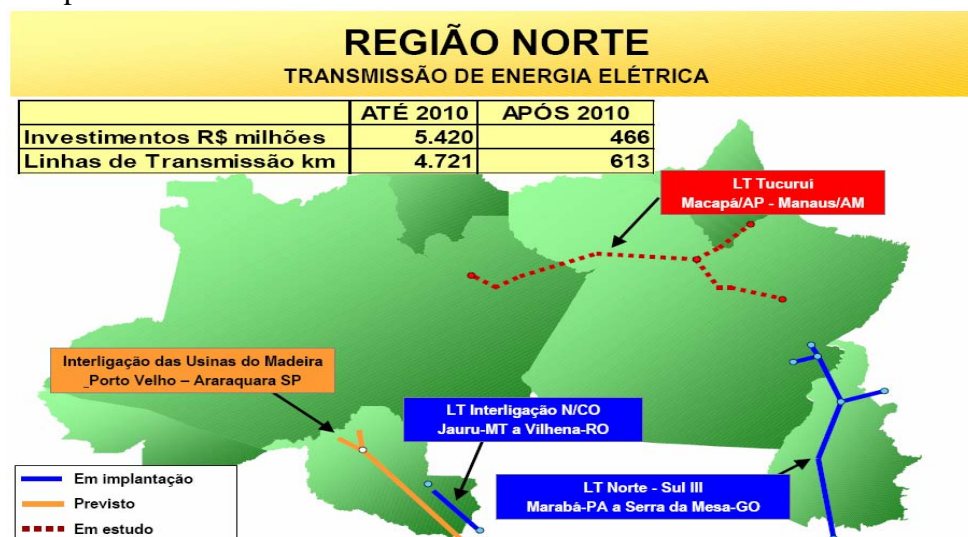 REGIÃO NORTE
TRANSMISSÃO DE ENERGIA ELÉTRICA
ATÉ 2010 APÓS 2010
Investimentos R$ milhões 5.420 466
Linhas de Transmissão km 4.721 613
LT Tucuruí
Macapá/AP - Manaus/AM
Interligação das Usinas do Madeira
_Porto Velho – Araraquara SP
LT Interligação N/CO
Jauru-MT a Vilhena-RO
LT Norte - Sul III
Marabá-PA a Serra da Mesa-GO
Em implantação
Previsto
Em estudo